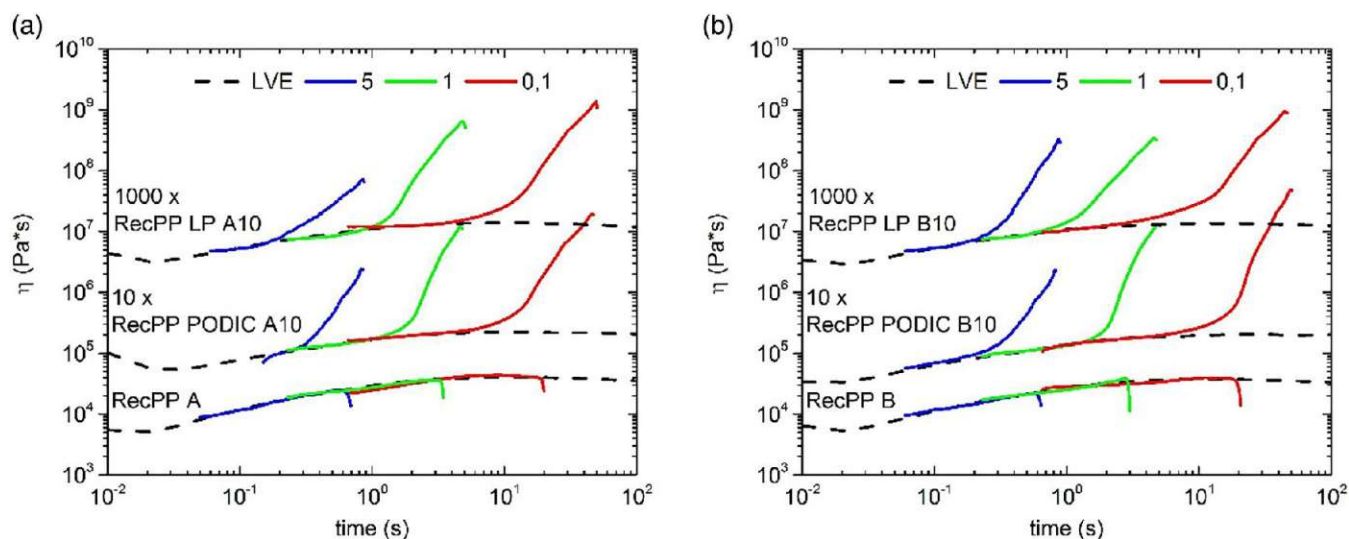 (a)
10^10
10^9
10^8
10^7
10^6
10^5
10^4
10^3
η (Pa*s)
LVE 5 1 0,1
1000 x
RecPP LP A10
10 x
RecPP PODIC A10
RecPP A
10^-2 10^-1 10^0 10^1 10^2
time (s)
(b)
10^10
10^9
10^8
10^7
10^6
10^5
10^4
10^3
η (Pa*s)
LVE 5 1 0,1
1000 x
RecPP LP B10
10 x
RecPP PODIC B10
RecPP B
10^-2 10^-1 10^0 10^1 10^2
time (s)